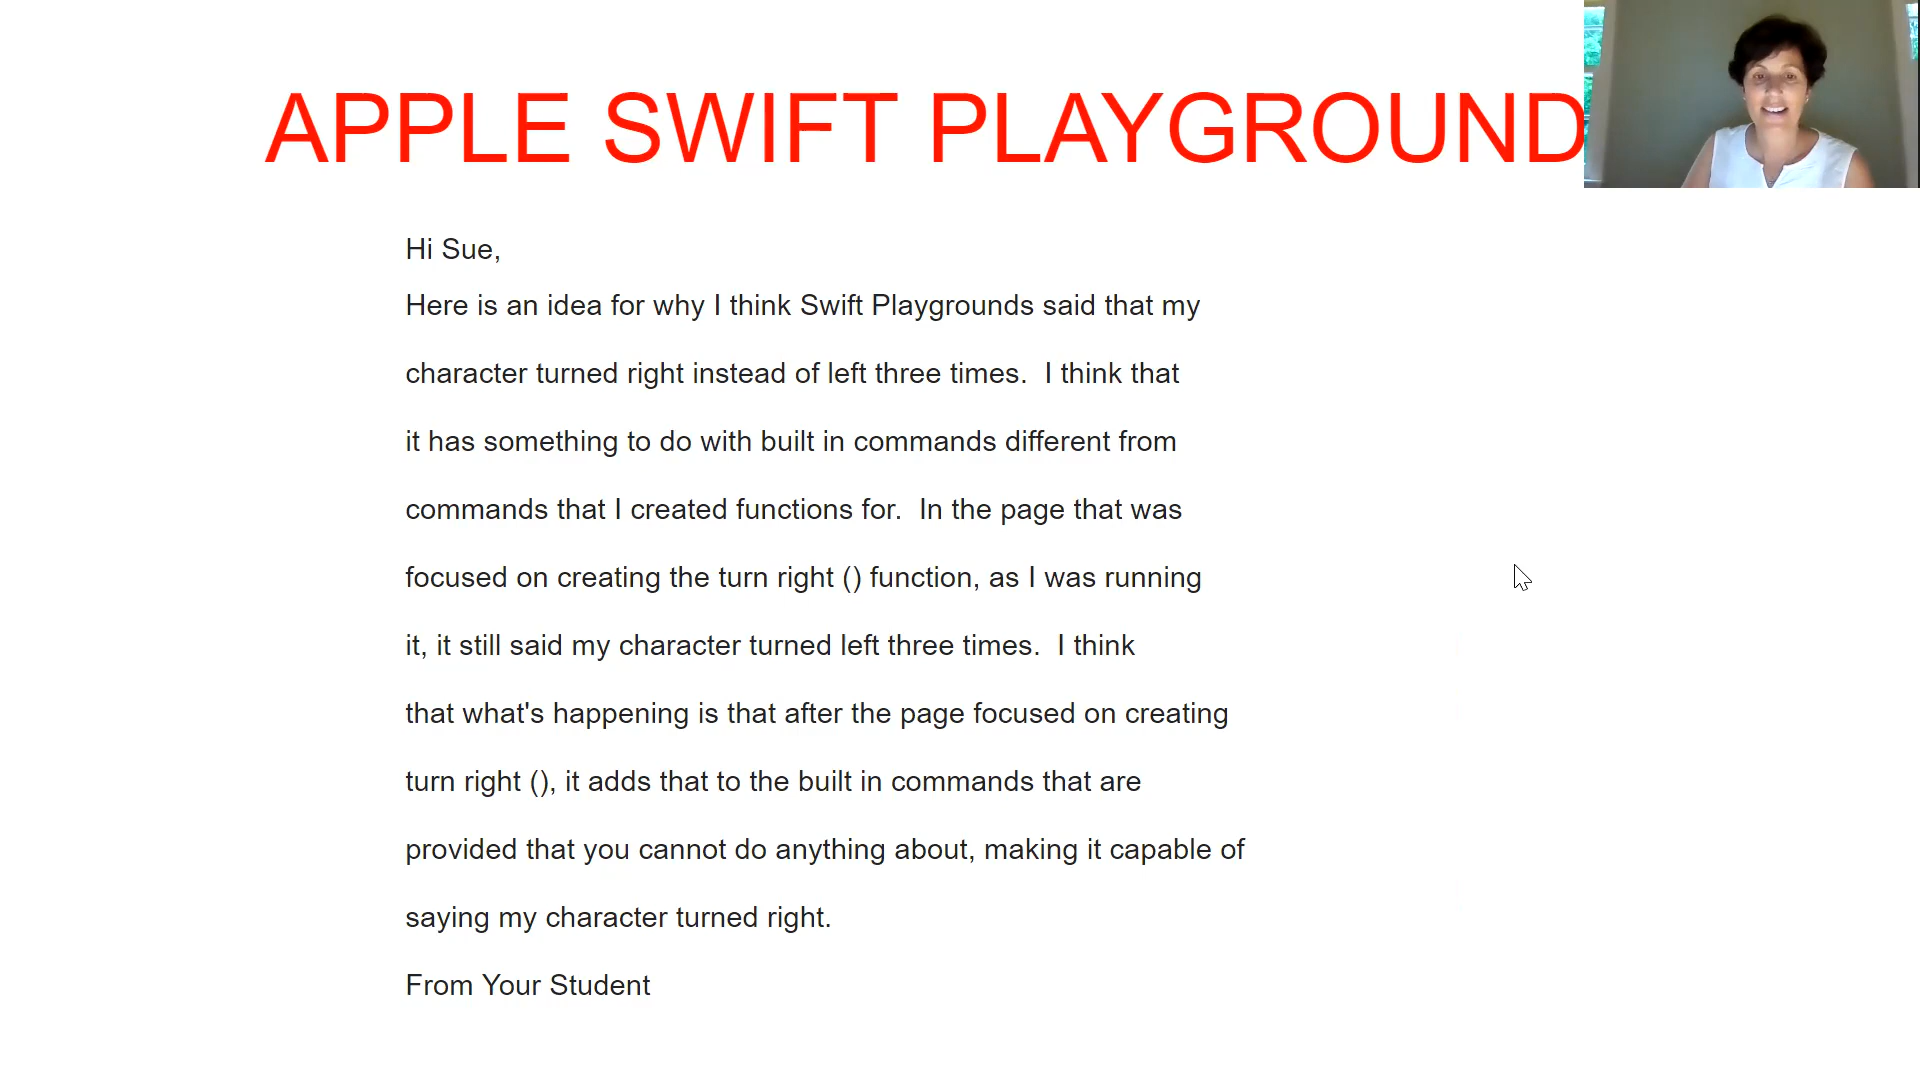 APPLE SWIFT PLAYGROUND
Hi Sue,
Here is an idea for why I think Swift Playgrounds said that my
character turned right instead of left three times.  I think that
it has something to do with built in commands different from
commands that I created functions for.  In the page that was
focused on creating the turn right () function, as I was running
it, it still said my character turned left three times.  I think
that what's happening is that after the page focused on creating
turn right (), it adds that to the built in commands that are
provided that you cannot do anything about, making it capable of
saying my character turned right.
From Your Student